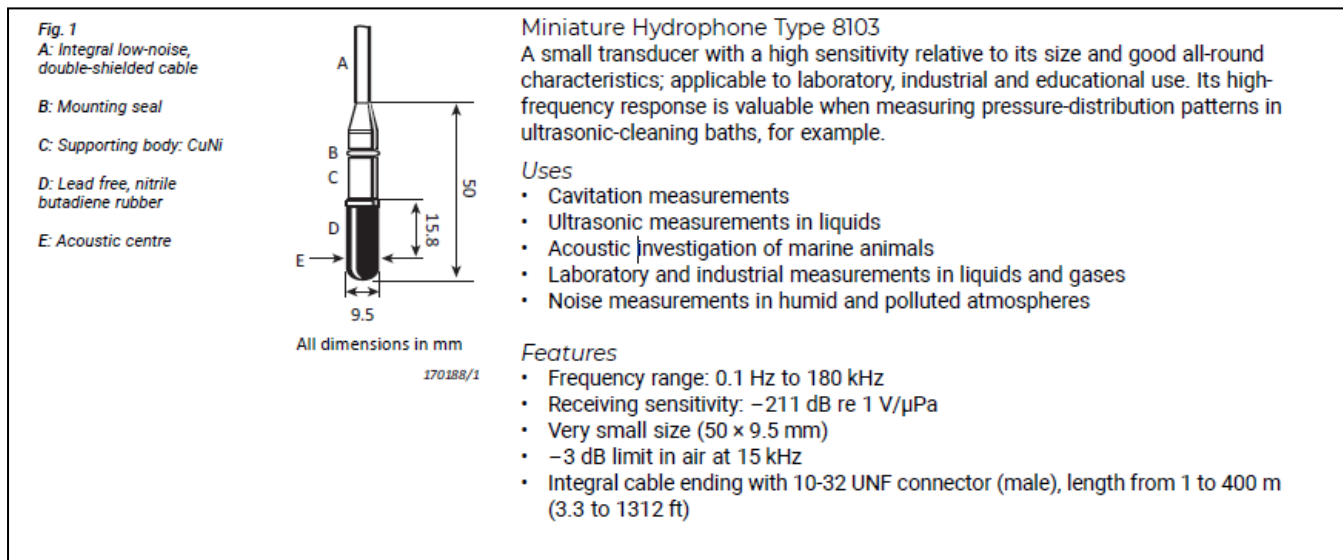 Fig. 1
A: Integral low-noise,
double-shielded cable
B: Mounting seal
C: Supporting body: CuNi
D: Lead free, nitrile
butadiene rubber
E: Acoustic centre
A
B
C
D
E
50
15.8
9.5
All dimensions in mm
170188/1
Miniature Hydrophone Type 8103
A small transducer with a high sensitivity relative to its size and good all-round
characteristics; applicable to laboratory, industrial and educational use. Its high-
frequency response is valuable when measuring pressure-distribution patterns in
ultrasonic-cleaning baths, for example.
Uses
• Cavitation measurements
• Ultrasonic measurements in liquids
• Acoustic investigation of marine animals
• Laboratory and industrial measurements in liquids and gases
• Noise measurements in humid and polluted atmospheres
Features
• Frequency range: 0.1 Hz to 180 kHz
• Receiving sensitivity: –211 dB re 1 V/μPa
• Very small size (50 × 9.5 mm)
• –3 dB limit in air at 15 kHz
• Integral cable ending with 10-32 UNF connector (male), length from 1 to 400 m
(3.3 to 1312 ft)